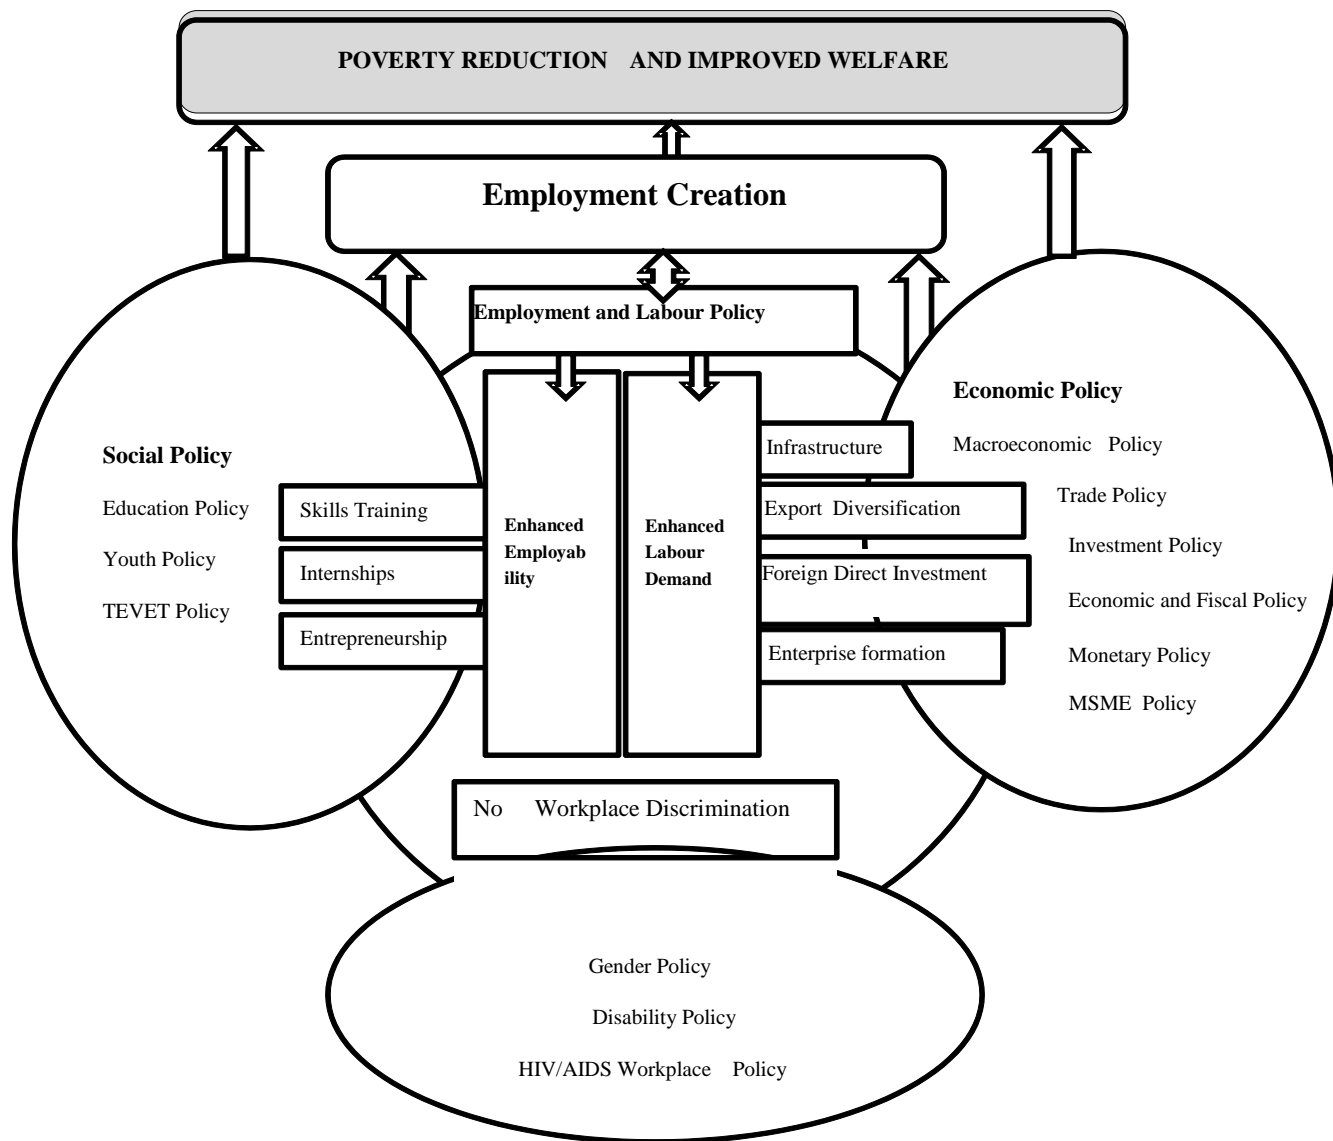 POVERTY REDUCTION AND IMPROVED WELFARE
Employment Creation
Employment and Labour Policy
Social Policy
Education Policy
Youth Policy
TEVET Policy
Skills Training
Internships
Entrepreneurship
Enhanced
Employab
ility
Enhanced
Labour
Demand
Infrastructure
Export Diversification
Foreign Direct Investment
Enterprise formation
Economic Policy
Macroeconomic Policy
Trade Policy
Investment Policy
Economic and Fiscal Policy
Monetary Policy
MSME Policy
No Workplace Discrimination
Gender Policy
Disability Policy
HIV/AIDS Workplace Policy